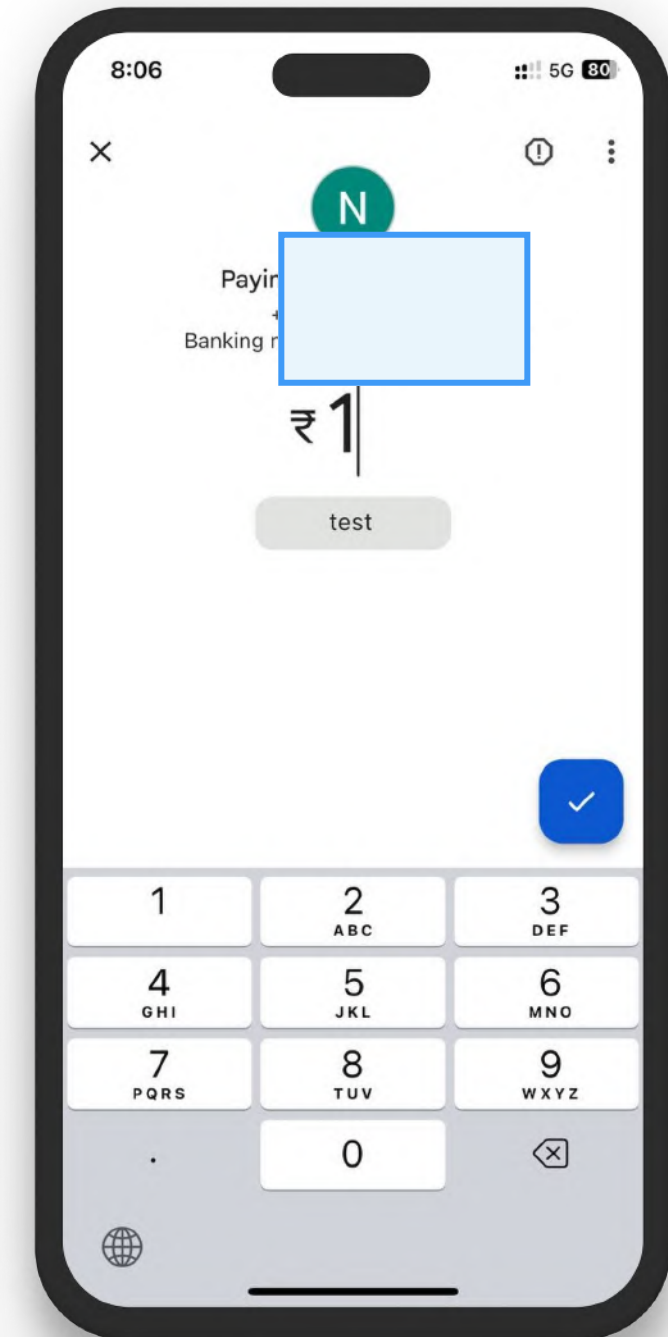 8:06 5G 80
N
Payin
+
Banking
₹1
test
1 2 3
ABC DEF
4 5 6
GHI JKL MNO
7 8 9
PQRS TUV WXYZ
. 0